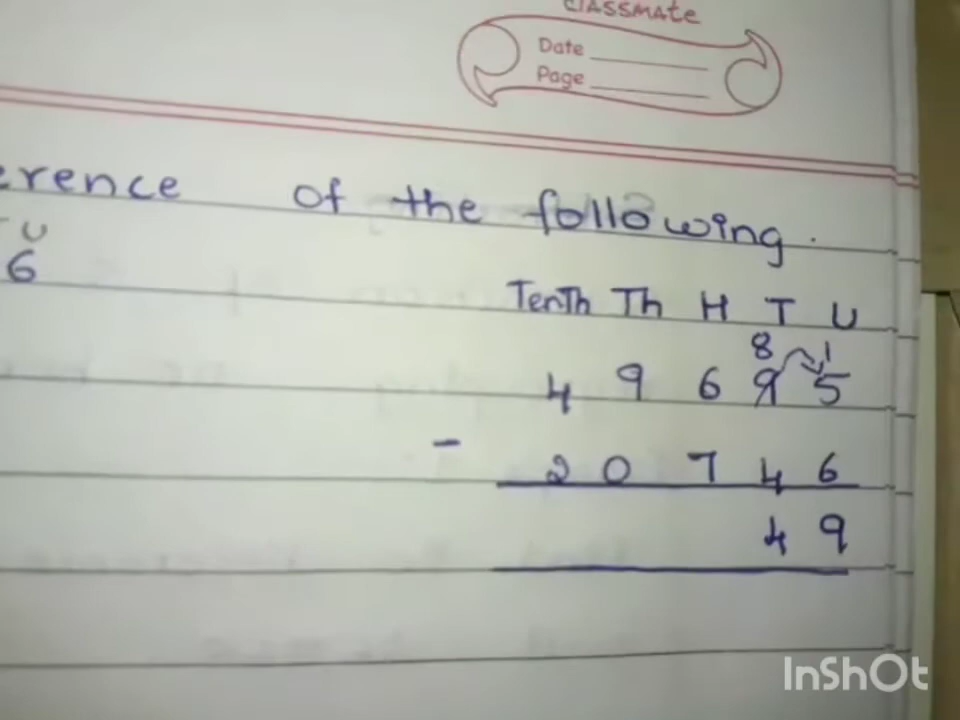 classmate
Date
Page
erence of the following.
U
6
TenTh Th H T U
8 1
4 9 6 9 5
- 2 0 7 4 6
4 9
InShOt